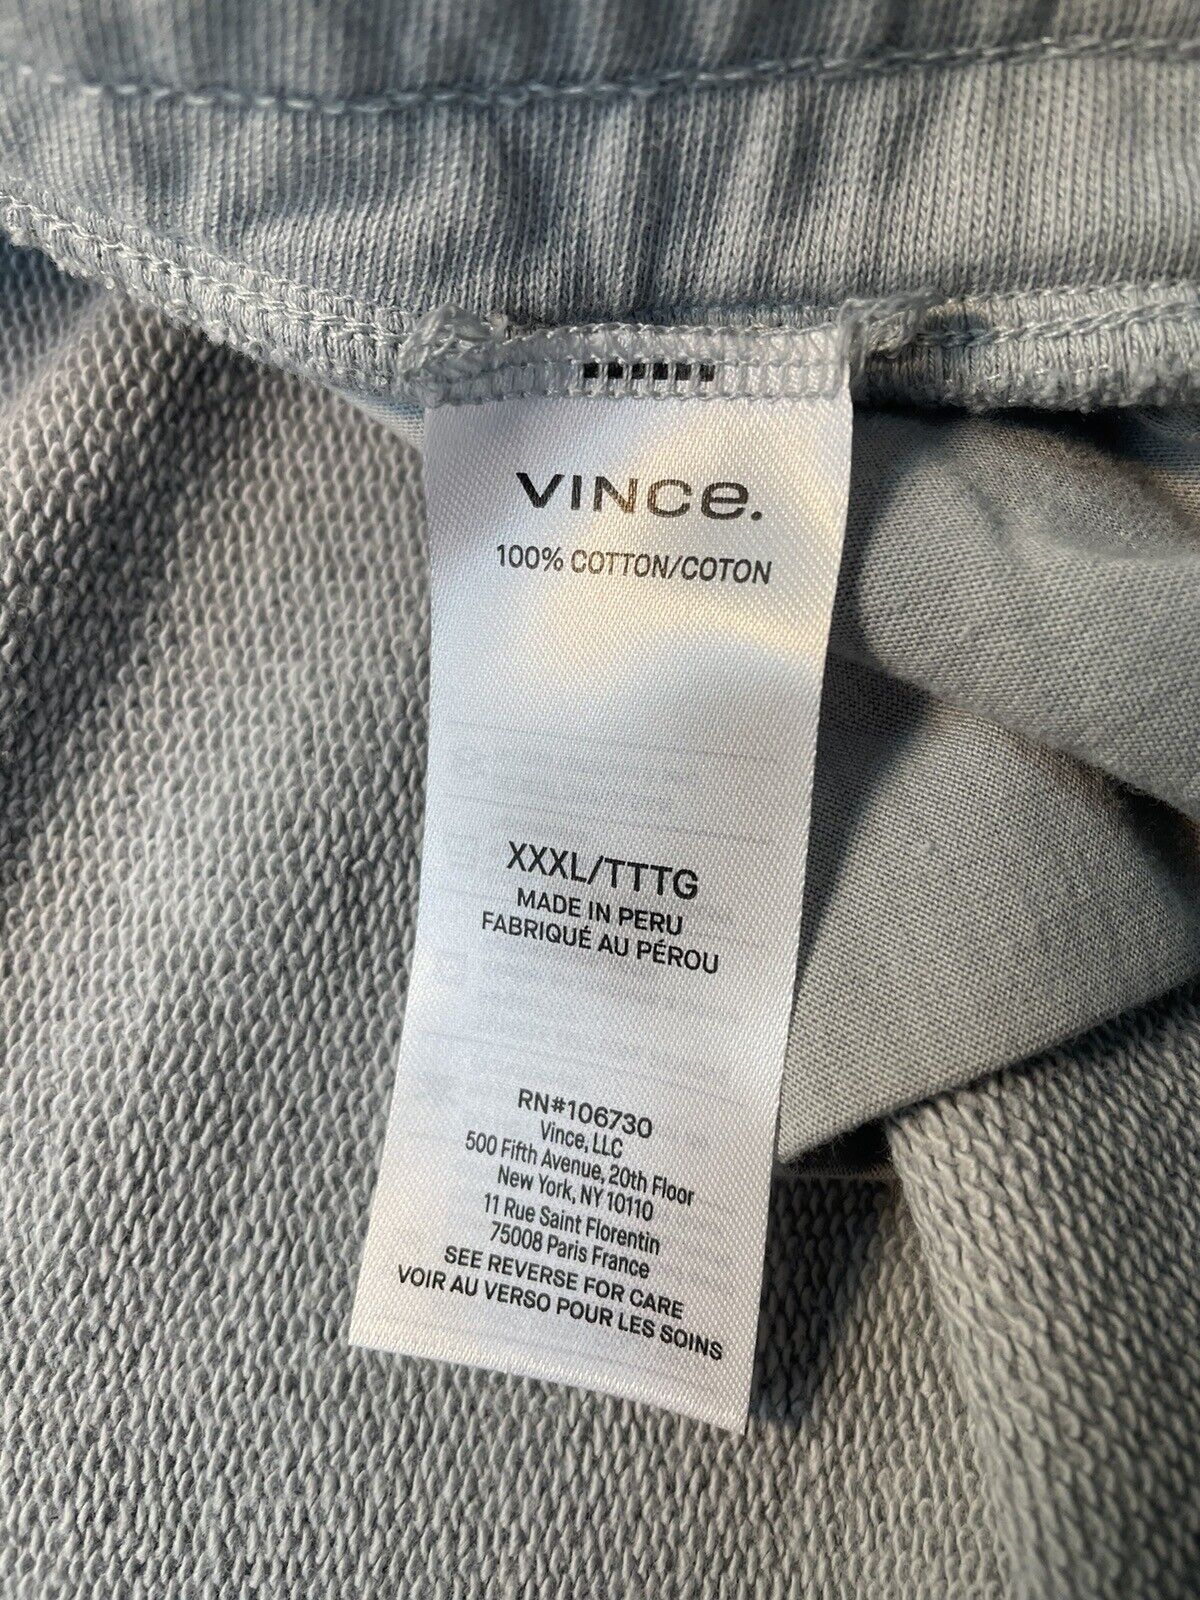 VINCe.
100% COTTON/COTON
XXXL/TTTG
MADE IN PERU
FABRIQUÉ AU PÉROU
RN#106730
Vince, LLC
500 Fifth Avenue, 20th Floor
New York, NY 10110
11 Rue Saint Florentin
75008 Paris France
SEE REVERSE FOR CARE
VOIR AU VERSO POUR LES SOINS